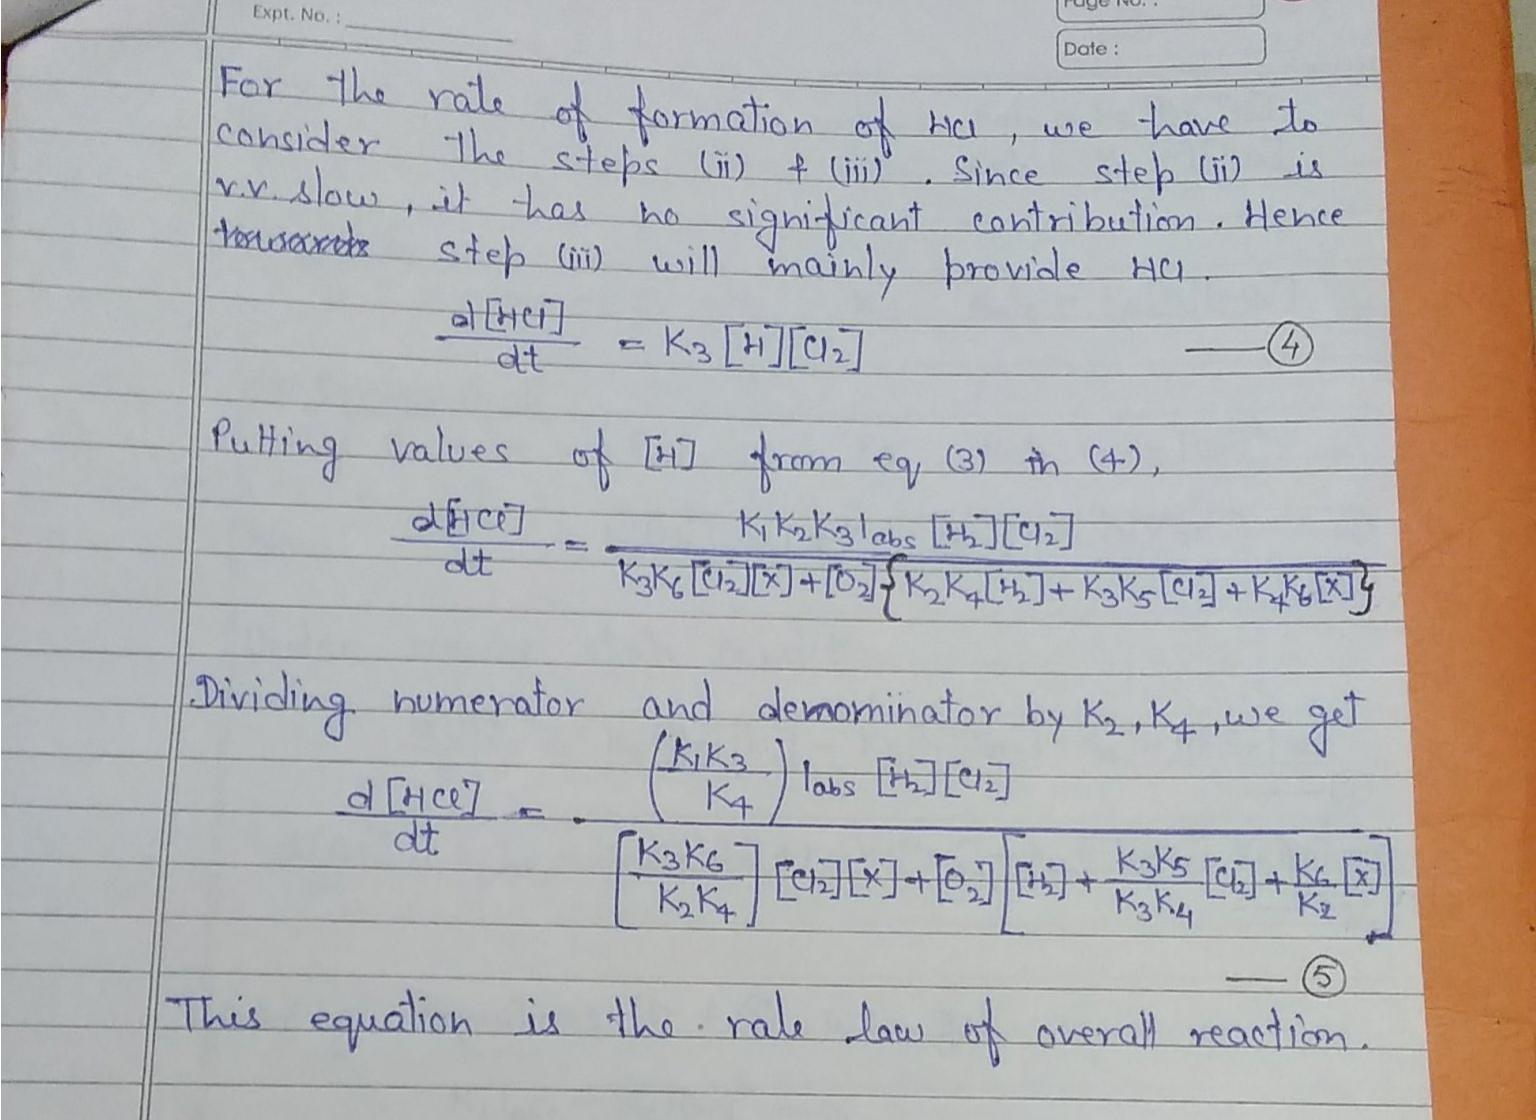 Expt. No. :
Page No. :
Date :
For the rate of formation of HCl , we have to
consider the steps (ii) & (iii) . Since step (ii) is
v.v. slow , it has no significant contribution . Hence
step (iii) will mainly provide HCl .
d[HCl]/dt = K3 [H][Cl2] —④
Putting values of [H] from eq (3) in (4),
d[HCl]/dt = K1K2K3 Iabs [H2][Cl2] / K3K6[Cl2][X]+[O2]{K2K4[H2]+K3K5[Cl2]+K4K6[X]}
Dividing numerator and demominator by K2, K4 , we get
d[HCl]/dt = (K1K3/K4) Iabs [H2][Cl2] / [K3K6/K2K4] [Cl2][X]+[O2][[H2]+ K3K5/K3K4 [Cl2]+ K6/K2 [X]]
—⑤
This equation is the rate law of overall reaction.